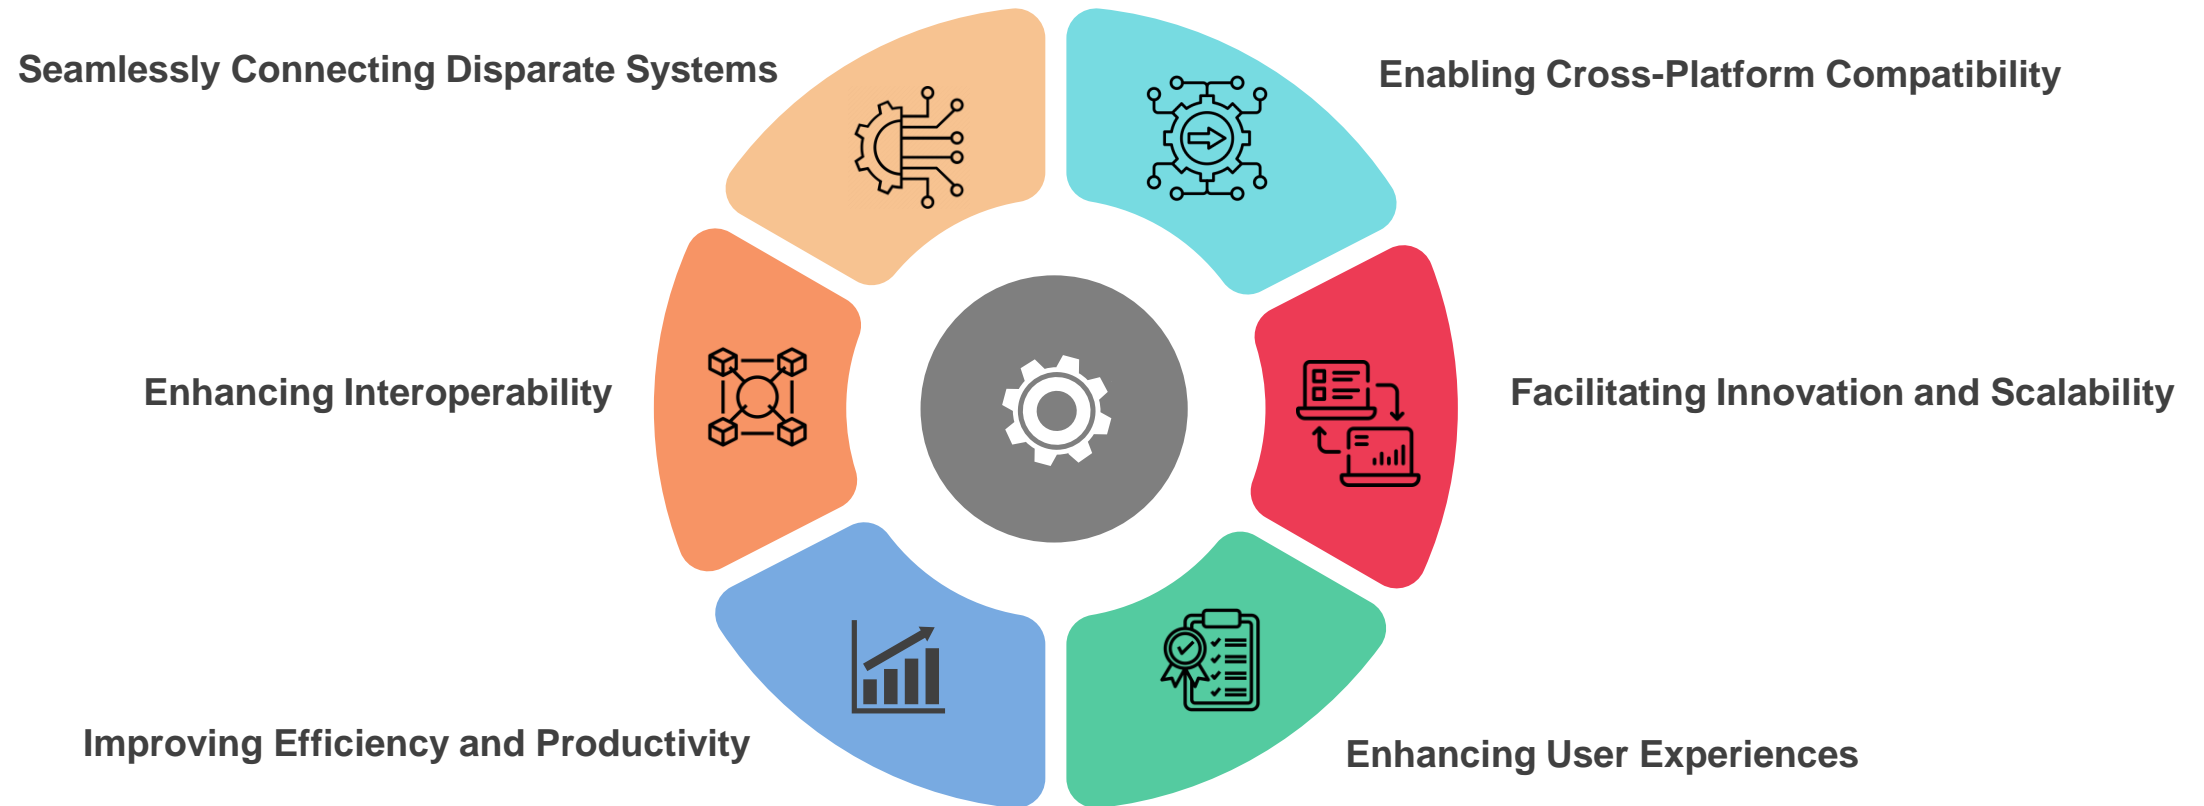 Seamlessly Connecting Disparate Systems
Enabling Cross-Platform Compatibility
Enhancing Interoperability
Facilitating Innovation and Scalability
Improving Efficiency and Productivity
Enhancing User Experiences